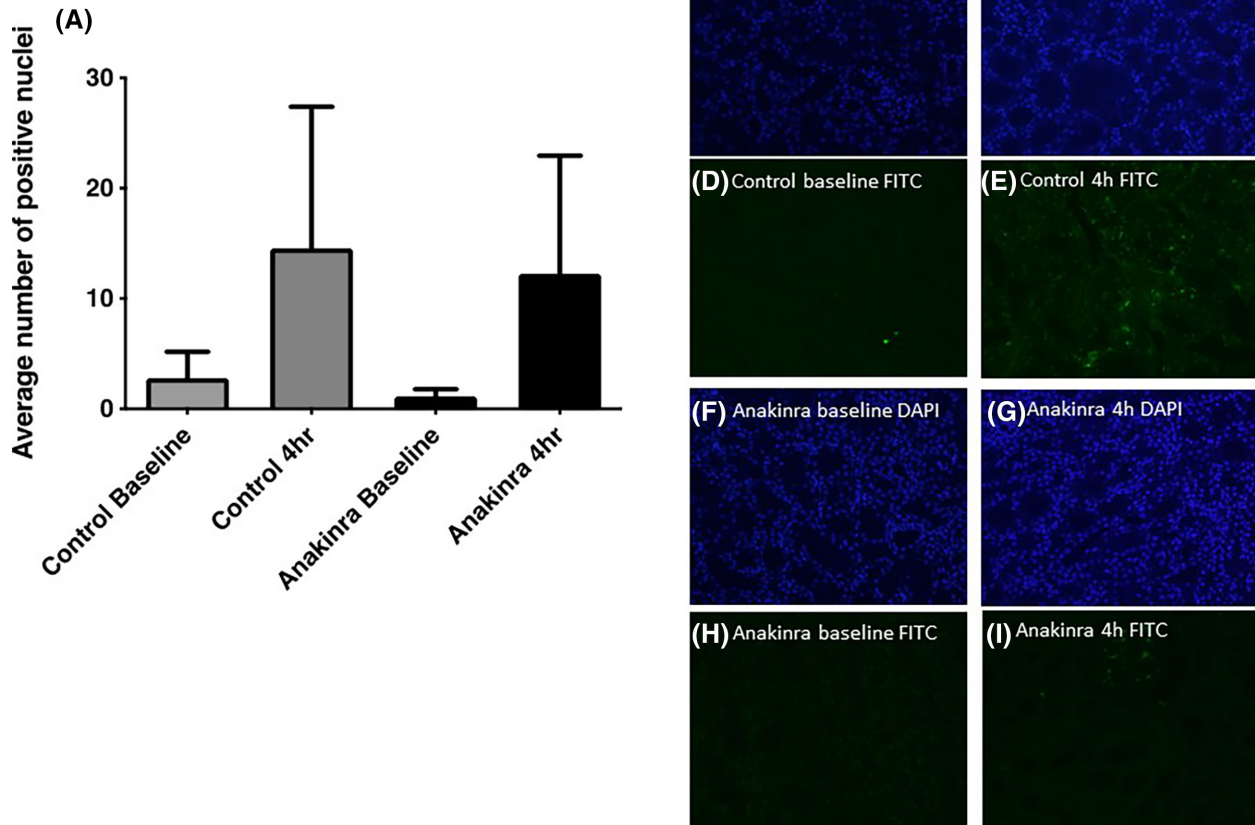 (A)
Average number of positive nuclei
30
20
10
0
Control Baseline
Control 4hr
Anakinra Baseline
Anakinra 4hr
(D) Control baseline FITC
(E) Control 4h FITC
(F) Anakinra baseline DAPI
(G) Anakinra 4h DAPI
(H) Anakinra baseline FITC
(I) Anakinra 4h FITC